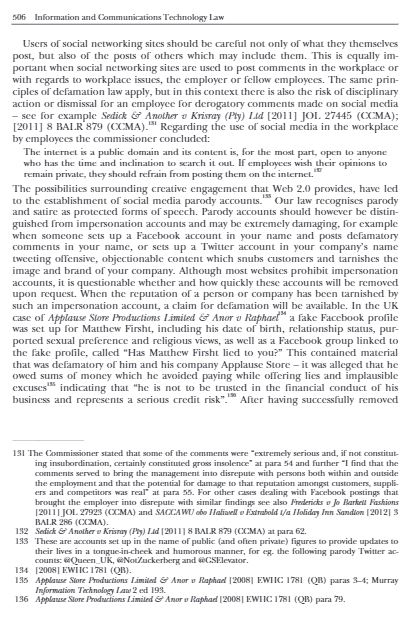 506 Information and Communications Technology Law
Users of social networking sites should be careful not only of what they themselves
post, but also of the posts of others which may include them. This is equally im-
portant when social networking sites are used to post comments in the workplace or
with regards to workplace issues, the employer or fellow employees. The same prin-
ciples of defamation law apply, but in this context there is also the risk of disciplinary
action or dismissal for an employee for derogatory comments made on social media
– see for example Sedick & Another v Krisray (Pty) Ltd [2011] JOL 27445 (CCMA);
[2011] 8 BALR 879 (CCMA).131 Regarding the use of social media in the workplace
by employees the commissioner concluded:
The internet is a public domain and its content is, for the most part, open to anyone
who has the time and inclination to search it out. If employees wish their opinions to
remain private, they should refrain from posting them on the internet.132
The possibilities surrounding creative engagement that Web 2.0 provides, have led
to the establishment of social media parody accounts.133 Our law recognises parody
and satire as protected forms of speech. Parody accounts should however be distin-
guished from impersonation accounts and may be extremely damaging, for example
when someone sets up a Facebook account in your name and posts defamatory
comments in your name, or sets up a Twitter account in your company's name
tweeting offensive, objectionable content which snubs customers and tarnishes the
image and brand of your company. Although most websites prohibit impersonation
accounts, it is questionable whether and how quickly these accounts will be removed
upon request. When the reputation of a person or company has been tarnished by
such an impersonation account, a claim for defamation will be available. In the UK
case of Applause Store Productions Limited & Anor v Raphael134 a fake Facebook profile
was set up for Matthew Firsht, including his date of birth, relationship status, pur-
ported sexual preference and religious views, as well as a Facebook group linked to
the fake profile, called "Has Matthew Firsht lied to you?" This contained material
that was defamatory of him and his company Applause Store – it was alleged that he
owed sums of money which he avoided paying while offering lies and implausible
excuses135 indicating that "he is not to be trusted in the financial conduct of his
business and represents a serious credit risk".136 After having successfully removed
131 The Commissioner stated that some of the comments were "extremely serious and, if not constitut-
ing insubordination, certainly constituted gross insolence" at para 54 and further "I find that the
comments served to bring the management into disrepute with persons both within and outside
the employment and that the potential for damage to that reputation amongst customers, suppli-
ers and competitors was real" at para 55. For other cases dealing with Facebook postings that
brought the employer into disrepute with similar findings see also Fredericks v Jo Barkett Fashions
[2011] JOL 27923 (CCMA) and SACCAWU obo Haliwell v Extrabold t/a Holiday Inn Sandton [2012] 3
BALR 286 (CCMA).
132 Sedick & Another v Krisray (Pty) Ltd [2011] 8 BALR 879 (CCMA) at para 62.
133 These are accounts set up in the name of public (and often private) figures to provide updates to
their lives in a tongue-in-cheek and humorous manner, for eg. the following parody Twitter ac-
counts: @Queen_UK, @NotZuckerberg and @GSElevator.
134 [2008] EWHC 1781 (QB).
135 Applause Store Productions Limited & Anor v Raphael [2008] EWHC 1781 (QB) paras 3–4; Murray
Information Technology Law 2 ed 193.
136 Applause Store Productions Limited & Anor v Raphael [2008] EWHC 1781 (QB) para 79.